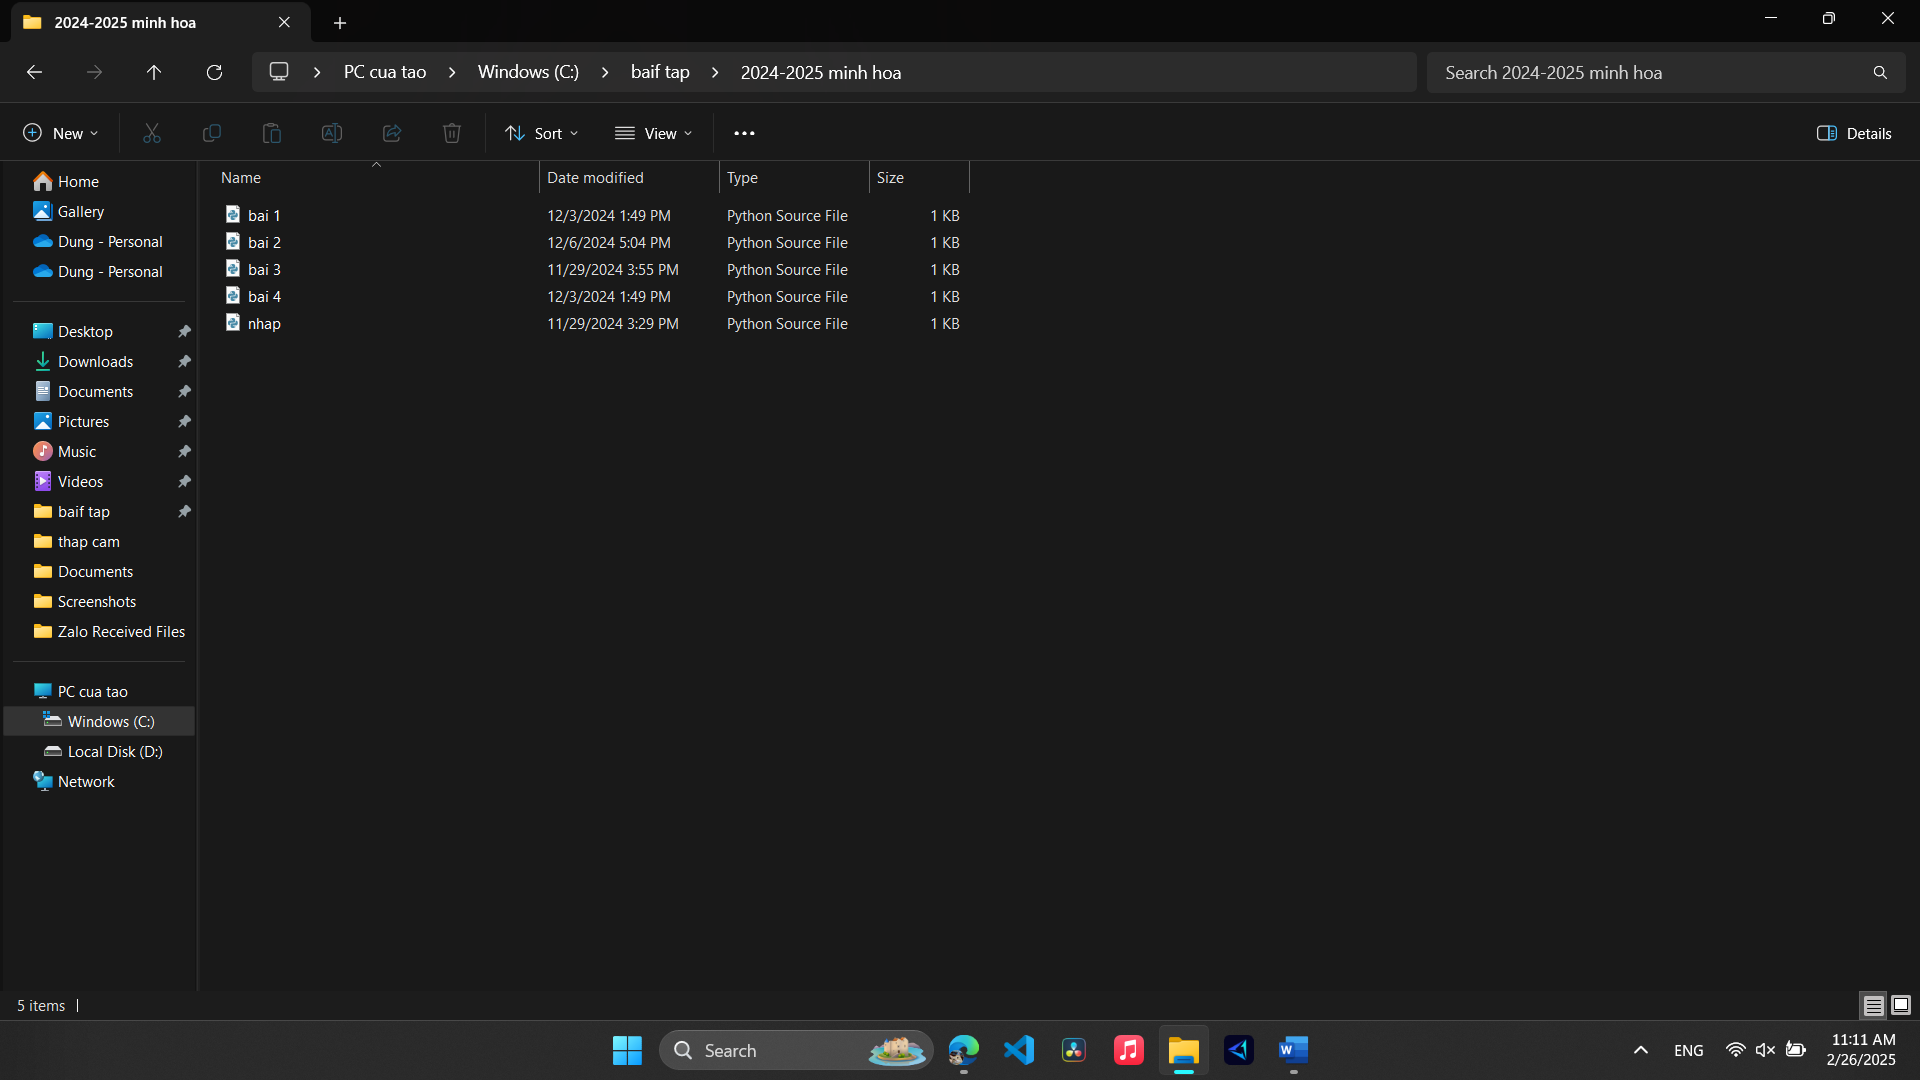 2024-2025 minh hoa
PC cua tao
Windows (C:)
baif tap
2024-2025 minh hoa
Search 2024-2025 minh hoa
New
Sort
View
Details
Name
Date modified
Type
Size
bai 1 12/3/2024 1:49 PM Python Source File 1 KB
bai 2 12/6/2024 5:04 PM Python Source File 1 KB
bai 3 11/29/2024 3:55 PM Python Source File 1 KB
bai 4 12/3/2024 1:49 PM Python Source File 1 KB
nhap 11/29/2024 3:29 PM Python Source File 1 KB
Home
Gallery
Dung - Personal
Dung - Personal
Desktop
Downloads
Documents
Pictures
Music
Videos
baif tap
thap cam
Documents
Screenshots
Zalo Received Files
PC cua tao
Windows (C:)
Local Disk (D:)
Network
5 items
Search
W
ENG
11:11 AM
2/26/2025